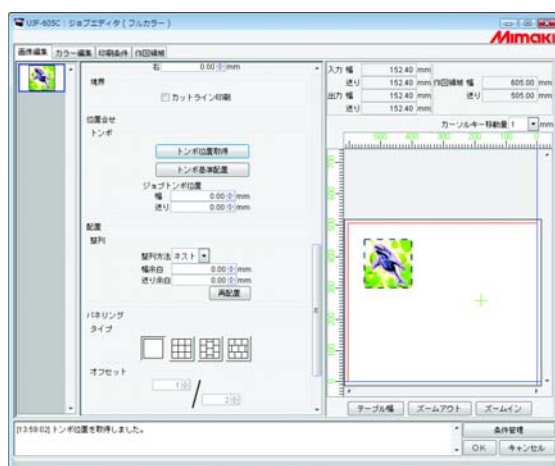 UJF-605C : ジョブエディタ ( フルカラー )
Mimaki
画像編集 カラー編集 印刷条件 作図領域
右 0.00 mm
境界
カットライン印刷
位置合せ
トンボ
トンボ位置取得
トンボ基準配置
ジョブトンボ位置
幅 0.00 mm
送り 0.00 mm
配置
整列
整列方法 ネスト
幅余白 0.00 mm
送り余白 0.00 mm
再配置
パネリング
タイプ
オフセット
1 / 2
入力 幅 152.40 mm
送り 152.40 mm 作図領域 幅 605.00 mm
出力 幅 152.40 mm 送り 505.00 mm
送り 152.40 mm
カーソルキー移動量 1 mm
テーブル幅 ズームアウト ズームイン
[13:59:02] トンボ位置を取得しました。
条件管理
OK キャンセル